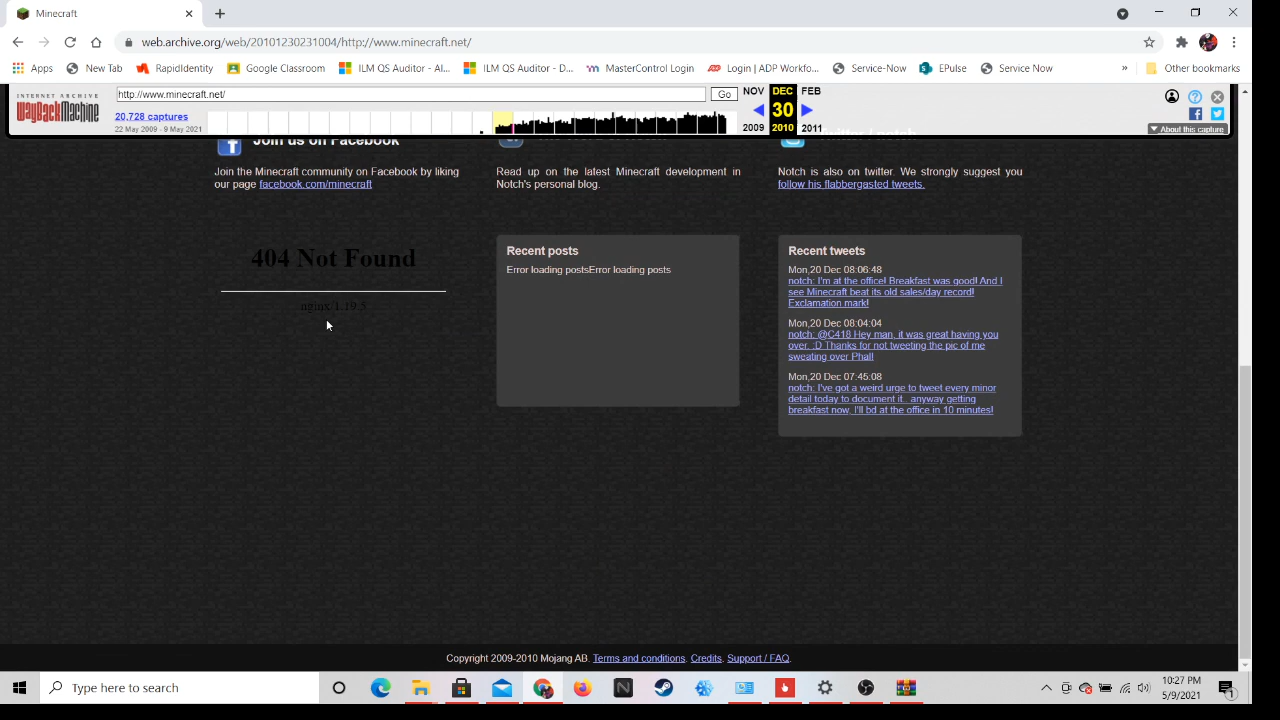 Minecraft
web.archive.org/web/20101230231004/http://www.minecraft.net/
Apps New Tab RapidIdentity Google Classroom ILM QS Auditor - Al... ILM QS Auditor - D... MasterControl Login Login | ADP Workfo... Service-Now EPulse Service Now » Other bookmarks
INTERNET ARCHIVE
WayBackMachine
http://www.minecraft.net/ Go
20,728 captures
22 May 2009 - 9 May 2021
NOV DEC FEB
30
2009 2010 2011
About this capture
Join us on Facebook
Join the Minecraft community on Facebook by liking
our page facebook.com/minecraft
Read up on the latest Minecraft development in
Notch's personal blog.
Notch is also on twitter. We strongly suggest you
follow his flabbergasted tweets.
404 Not Found
nginx/1.19.5
Recent posts
Error loading postsError loading posts
Recent tweets
Mon,20 Dec 08:06:48
notch: I'm at the office! Breakfast was good! And I
see Minecraft beat its old sales/day record!
Exclamation mark!
Mon,20 Dec 08:04:04
notch: @C418 Hey man, it was great having you
over. :D Thanks for not tweeting the pic of me
sweating over Phall!
Mon,20 Dec 07:45:08
notch: I've got a weird urge to tweet every minor
detail today to document it.. anyway getting
breakfast now. I'll bd at the office in 10 minutes!
Copyright 2009-2010 Mojang AB. Terms and conditions. Credits. Support / FAQ.
Type here to search
10:27 PM
5/9/2021
1